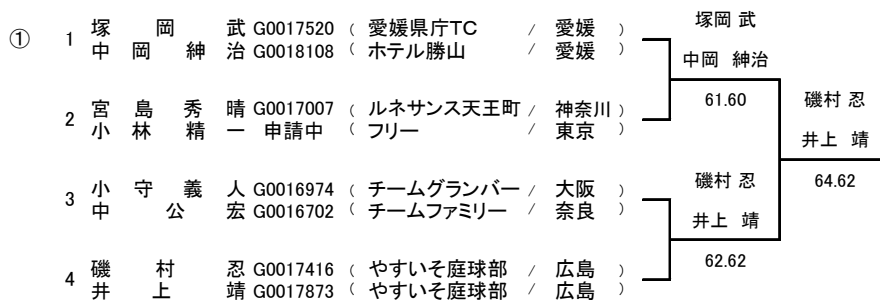 ① 1 塚 岡 武 G0017520 ( 愛媛県庁TC / 愛媛 )
中 岡 紳 治 G0018108 ( ホテル勝山 / 愛媛 )
2 宮 島 秀 晴 G0017007 ( ルネサンス天王町 / 神奈川 )
小 林 精 一 申請中 ( フリー / 東京 )
3 小 守 義 人 G0016974 ( チームグランパー / 大阪 )
中 公 宏 G0016702 ( チームファミリー / 奈良 )
4 磯 村 忍 G0017416 ( やすいそ庭球部 / 広島 )
井 上 靖 G0017873 ( やすいそ庭球部 / 広島 )
塚岡 武
中岡 紳治
61.60
磯村 忍
井上 靖
62.62
磯村 忍
井上 靖
64.62